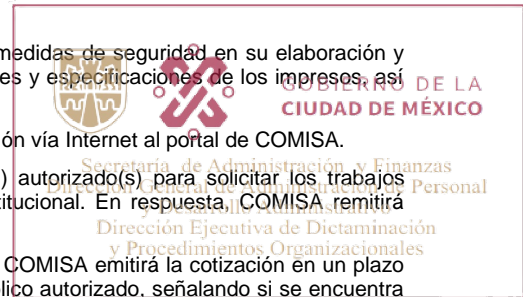 medidas de seguridad en su elaboración y
es y especificaciones de los impresos, así
GOBIERNO DE LA
CIUDAD DE MÉXICO
ón vía Internet al portal de COMISA.
Secretaría de Administración y Finanzas
) autorizado(s) para solicitar los trabajos
Dirección General de Administración de Personal
y Desarrollo Administrativo
titucional. En respuesta, COMISA remitirá
Dirección Ejecutiva de Dictaminación
y Procedimientos Organizacionales
COMISA emitirá la cotización en un plazo
blico autorizado, señalando si se encuentra